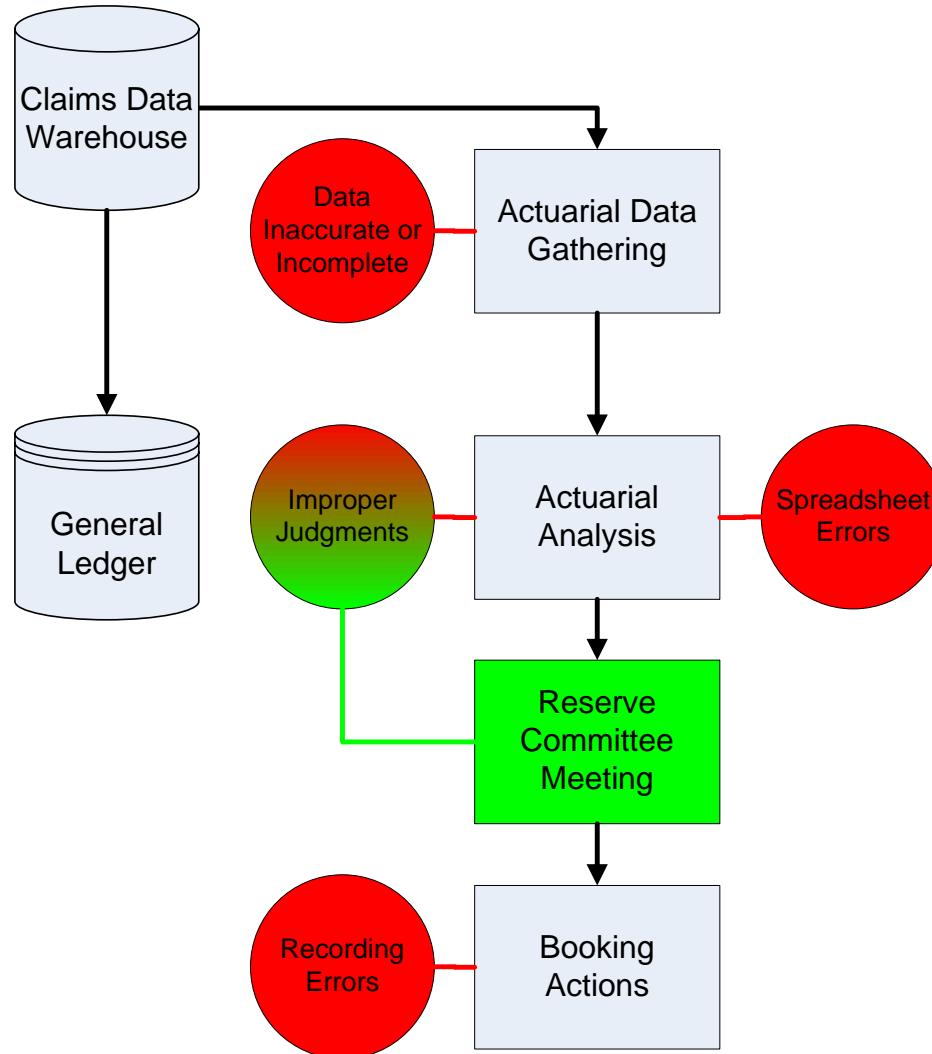 Claims Data
Warehouse
Data
Inaccurate or
Incomplete
Actuarial Data
Gathering
General
Ledger
Improper
Judgments
Actuarial
Analysis
Spreadsheet
Errors
Reserve
Committee
Meeting
Recording
Errors
Booking
Actions